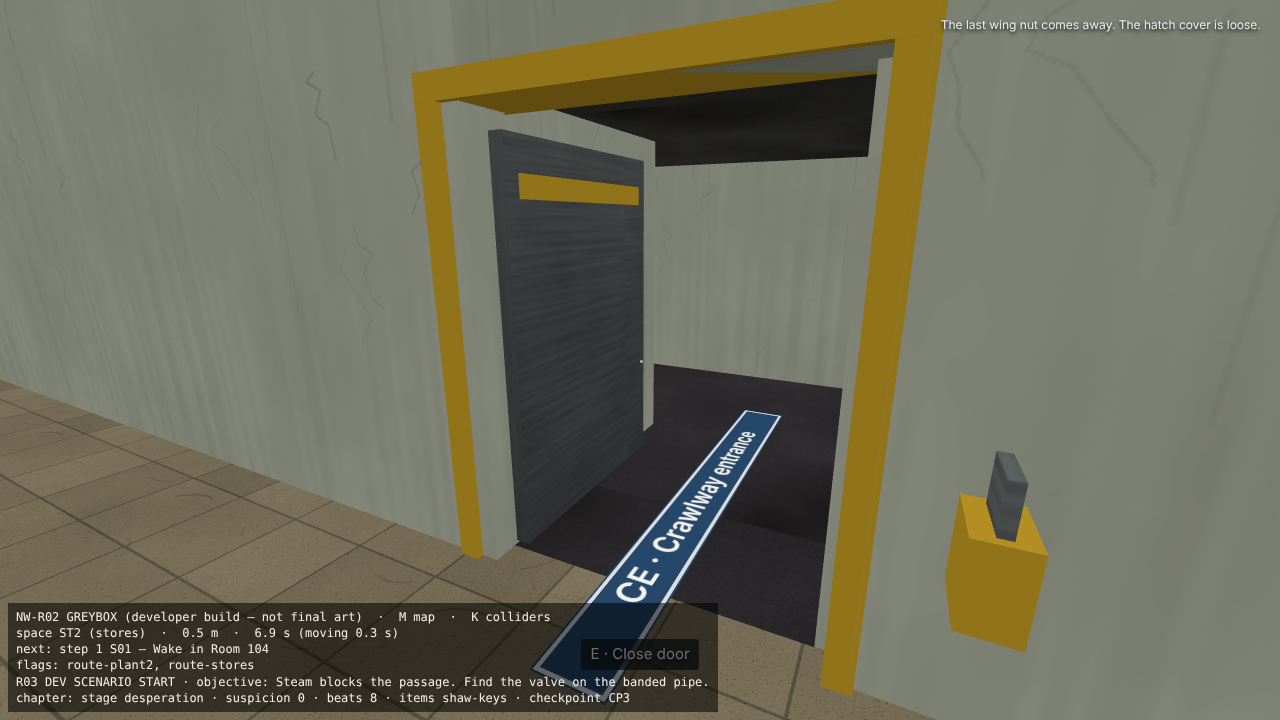 The last wing nut comes away. The hatch cover is loose.
CE · Crawlway entrance
NW-R02 GREYBOX (developer build — not final art) · M map · K colliders
space ST2 (stores) · 0.5 m · 6.9 s (moving 0.3 s)
next: step 1 S01 — Wake in Room 104
E · Close door
flags: route-plant2, route-stores
R03 DEV SCENARIO START · objective: Steam blocks the passage. Find the valve on the banded pipe.
chapter: stage desperation · suspicion 0 · beats 8 · items shaw-keys · checkpoint CP3